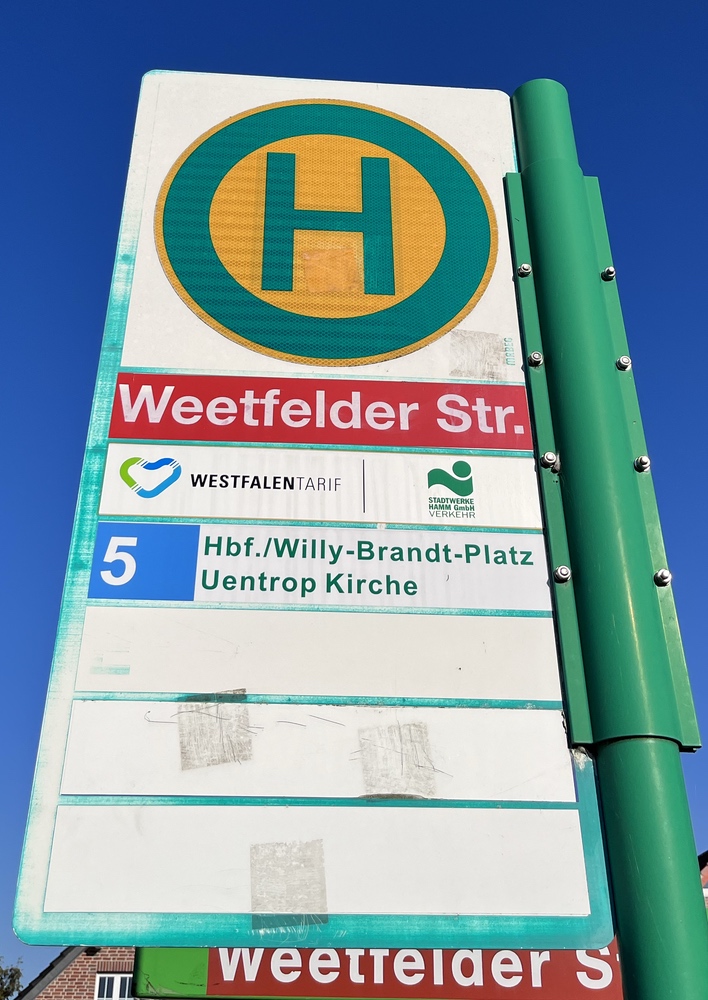 H
Weetfelder Str.
WESTFALENTARIF
STADTWERKE
HAMM GmbH
VERKEHR
5
Hbf./Willy-Brandt-Platz
Uentrop Kirche
Weetfelder S